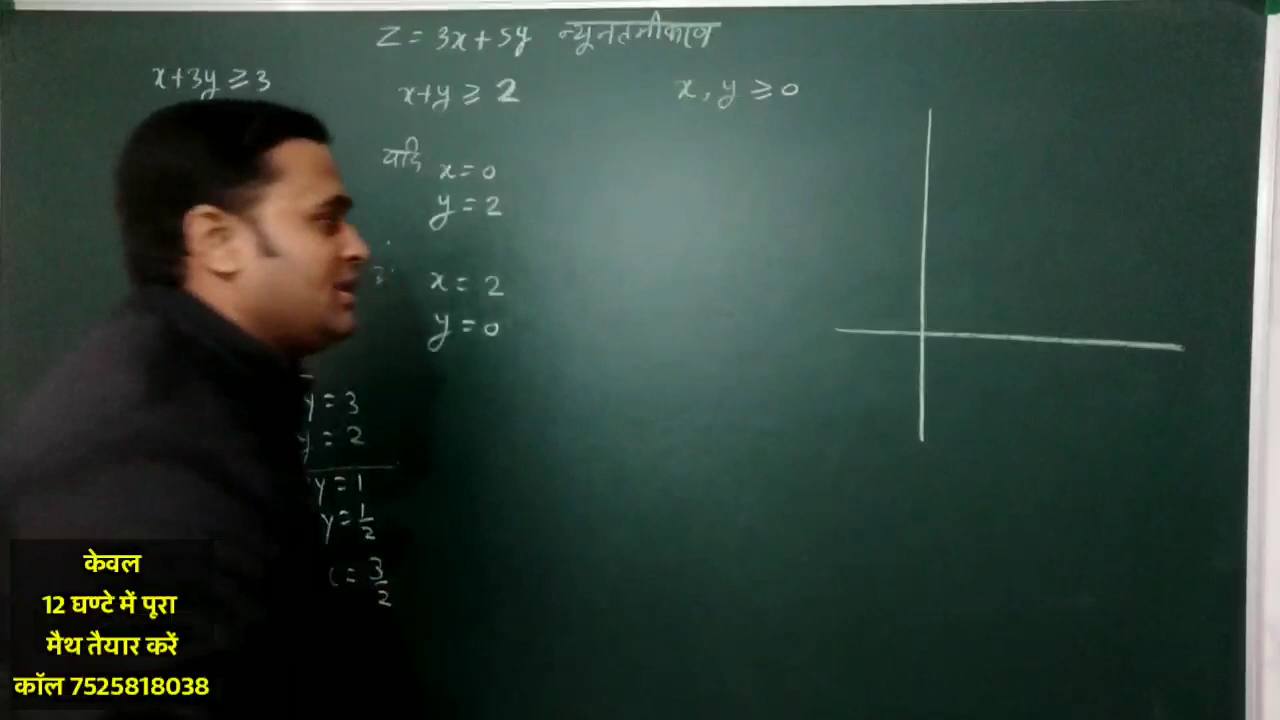 Z = 3x + 5y न्यूनतमीकरण
x+3y ≥ 3
x+y ≥ 2
x, y ≥ 0
यदि x = 0
y = 2
x = 2
y = 0
y = 3
y = 2
y = 1
y = 1/2
= 3/2
केवल
12 घण्टे में पूरा
मैथ तैयार करें
कॉल 7525818038